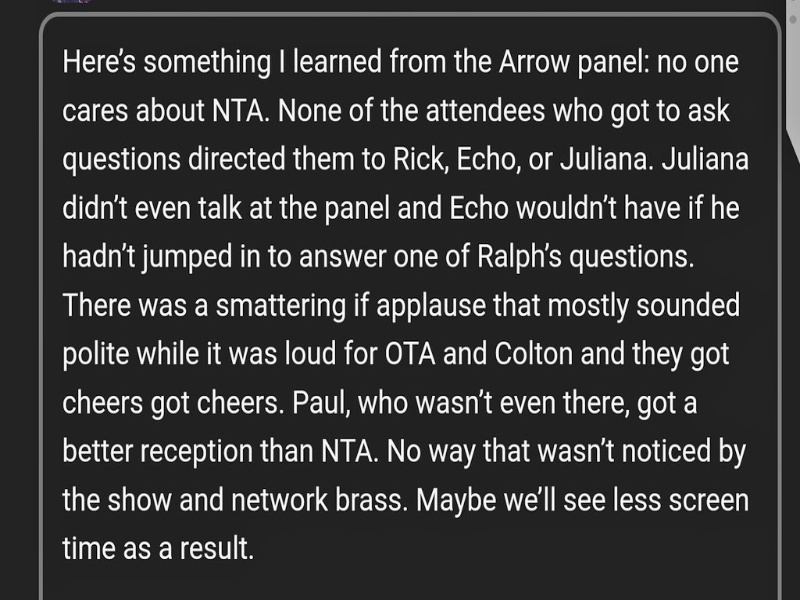 Here's something I learned from the Arrow panel: no one
cares about NTA. None of the attendees who got to ask
questions directed them to Rick, Echo, or Juliana. Juliana
didn't even talk at the panel and Echo wouldn't have if he
hadn't jumped in to answer one of Ralph's questions.
There was a smattering if applause that mostly sounded
polite while it was loud for OTA and Colton and they got
cheers got cheers. Paul, who wasn't even there, got a
better reception than NTA. No way that wasn't noticed by
the show and network brass. Maybe we'll see less screen
time as a result.